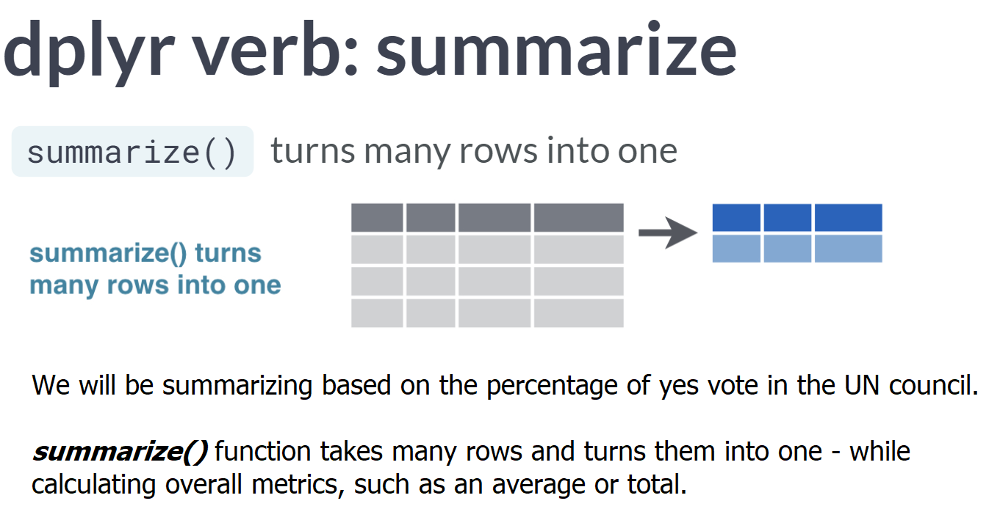 dplyr verb: summarize
summarize() turns many rows into one
summarize() turns
many rows into one
We will be summarizing based on the percentage of yes vote in the UN council.
summarize() function takes many rows and turns them into one - while
calculating overall metrics, such as an average or total.